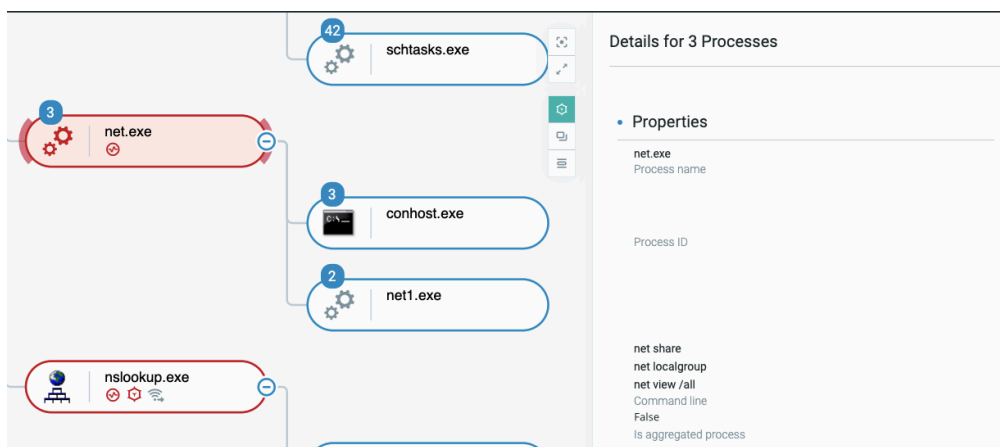 42
schtasks.exe
3
net.exe
3
conhost.exe
2
net1.exe
nslookup.exe
Details for 3 Processes
Properties
net.exe
Process name
Process ID
net share
net localgroup
net view /all
Command line
False
Is aggregated process